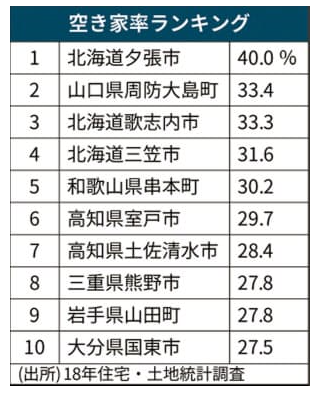 空き家率ランキング
1 北海道夕張市 40.0 %
2 山口県周防大島町 33.4
3 北海道歌志内市 33.3
4 北海道三笠市 31.6
5 和歌山県串本町 30.2
6 高知県室戸市 29.7
7 高知県土佐清水市 28.4
8 三重県熊野市 27.8
9 岩手県山田町 27.8
10 大分県国東市 27.5
(出所)18年住宅・土地統計調査